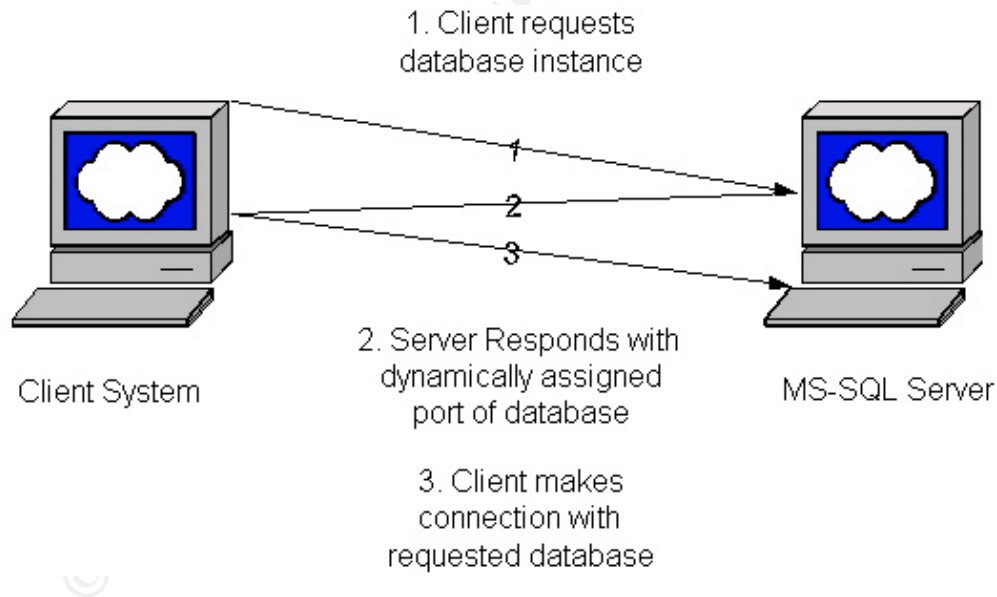 1. Client requests
database instance
1
2
3
2. Server Responds with
dynamically assigned
port of database
Client System
MS-SQL Server
3. Client makes
connection with
requested database